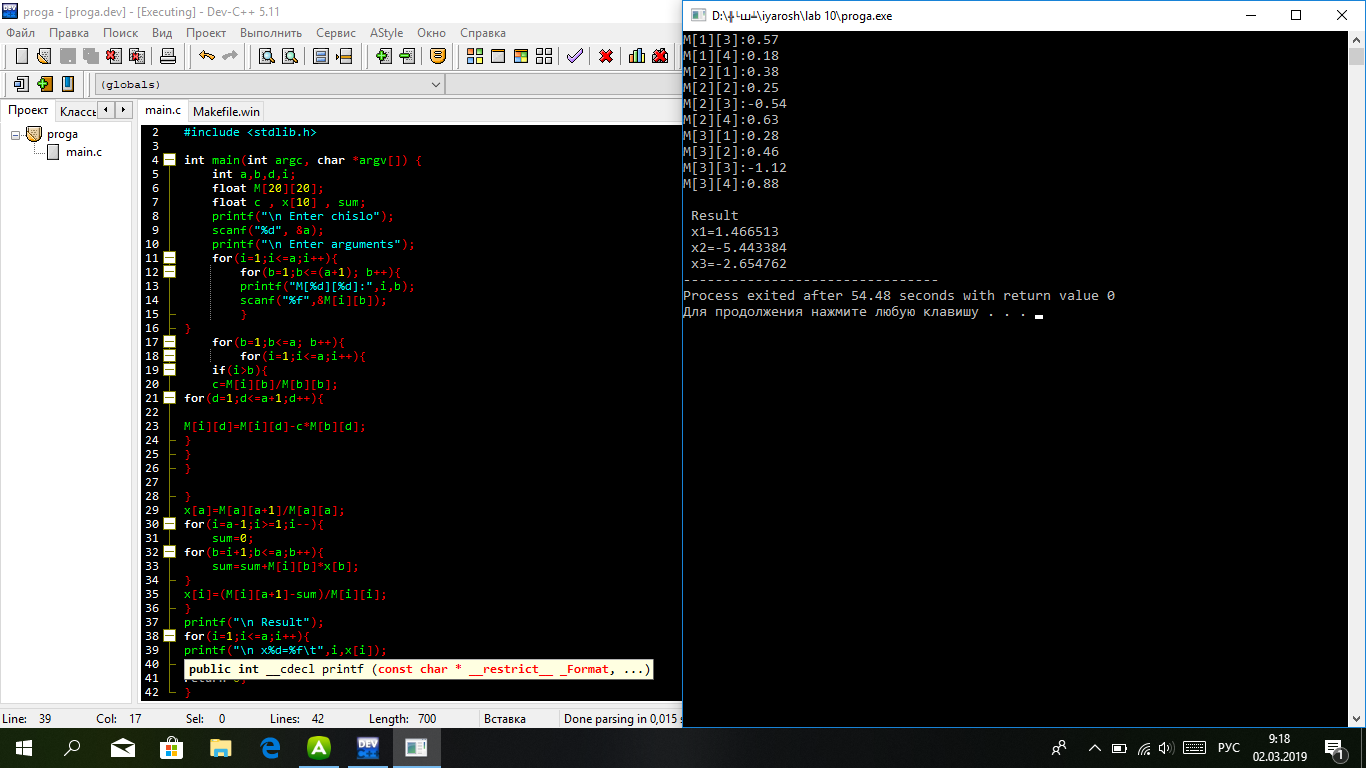 proga - [proga.dev] - [Executing] - Dev-C++ 5.11
Файл Правка Поиск Вид Проект Выполнить Сервис AStyle Окно Справка
(globals)
Проект Классы
proga
main.c
main.c Makefile.win
2 #include <stdlib.h>
3
4 int main(int argc, char *argv[]) {
5 int a,b,d,i;
6 float M[20][20];
7 float c , x[10] , sum;
8 printf("\n Enter chislo");
9 scanf("%d", &a);
10 printf("\n Enter arguments");
11 for(i=1;i<=a;i++){
12 for(b=1;b<=(a+1); b++){
13 printf("M[%d][%d]:",i,b);
14 scanf("%f",&M[i][b]);
15 }
16 }
17 for(b=1;b<=a; b++){
18 for(i=1;i<=a;i++){
19 if(i>b){
20 c=M[i][b]/M[b][b];
21 for(d=1;d<=a+1;d++){
22
23 M[i][d]=M[i][d]-c*M[b][d];
24 }
25 }
26 }
27
28 }
29 x[a]=M[a][a+1]/M[a][a];
30 for(i=a-1;i>=1;i--){
31 sum=0;
32 for(b=i+1;b<=a;b++){
33 sum=sum+M[i][b]*x[b];
34 }
35 x[i]=(M[i][a+1]-sum)/M[i][i];
36 }
37 printf("\n Result");
38 for(i=1;i<=a;i++){
39 printf("\n x%d=%f\t",i,x[i]);
40 public int __cdecl printf (const char * __restrict__ _Format, ...)
41 return 0;
42 }
Line: 39 Col: 17 Sel: 0 Lines: 42 Length: 700 Вставка Done parsing in 0,015 s
D:\╬└ш┴\iyarosh\lab 10\proga.exe
M[1][3]:0.57
M[1][4]:0.18
M[2][1]:0.38
M[2][2]:0.25
M[2][3]:-0.54
M[2][4]:0.63
M[3][1]:0.28
M[3][2]:0.46
M[3][3]:-1.12
M[3][4]:0.88
Result
x1=1.466513
x2=-5.443384
x3=-2.654762
--------------------------------
Process exited after 54.48 seconds with return value 0
Для продолжения нажмите любую клавишу . . .
РУС
9:18
02.03.2019
1